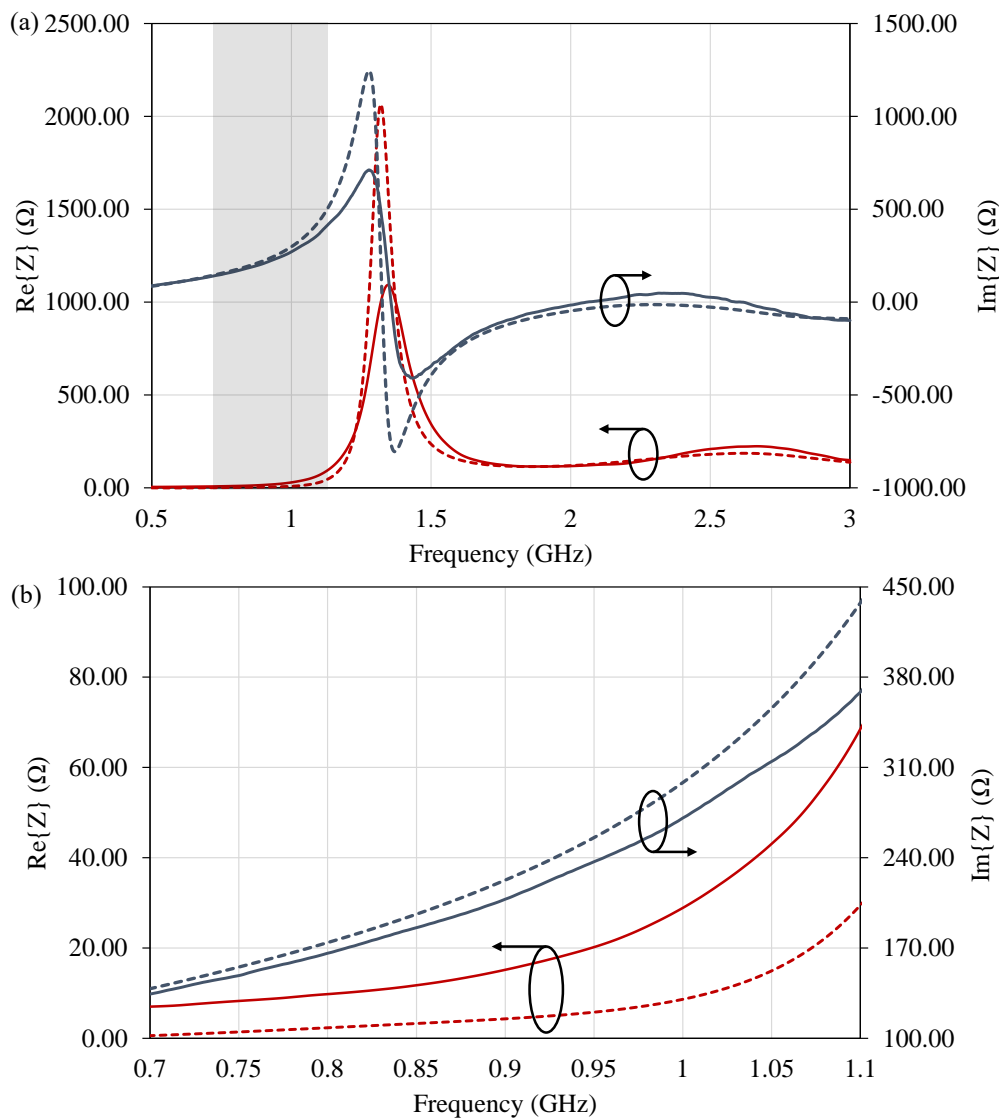 (a)
2500.00 1500.00
2000.00 1000.00
1500.00 500.00
1000.00 0.00
500.00 -500.00
0.00 -1000.00
Re{Z} (Ω)
Im{Z} (Ω)
0.5 1 1.5 2 2.5 3
Frequency (GHz)
(b)
100.00 450.00
80.00 380.00
60.00 310.00
40.00 240.00
20.00 170.00
0.00 100.00
Re{Z} (Ω)
Im{Z} (Ω)
0.7 0.75 0.8 0.85 0.9 0.95 1 1.05 1.1
Frequency (GHz)